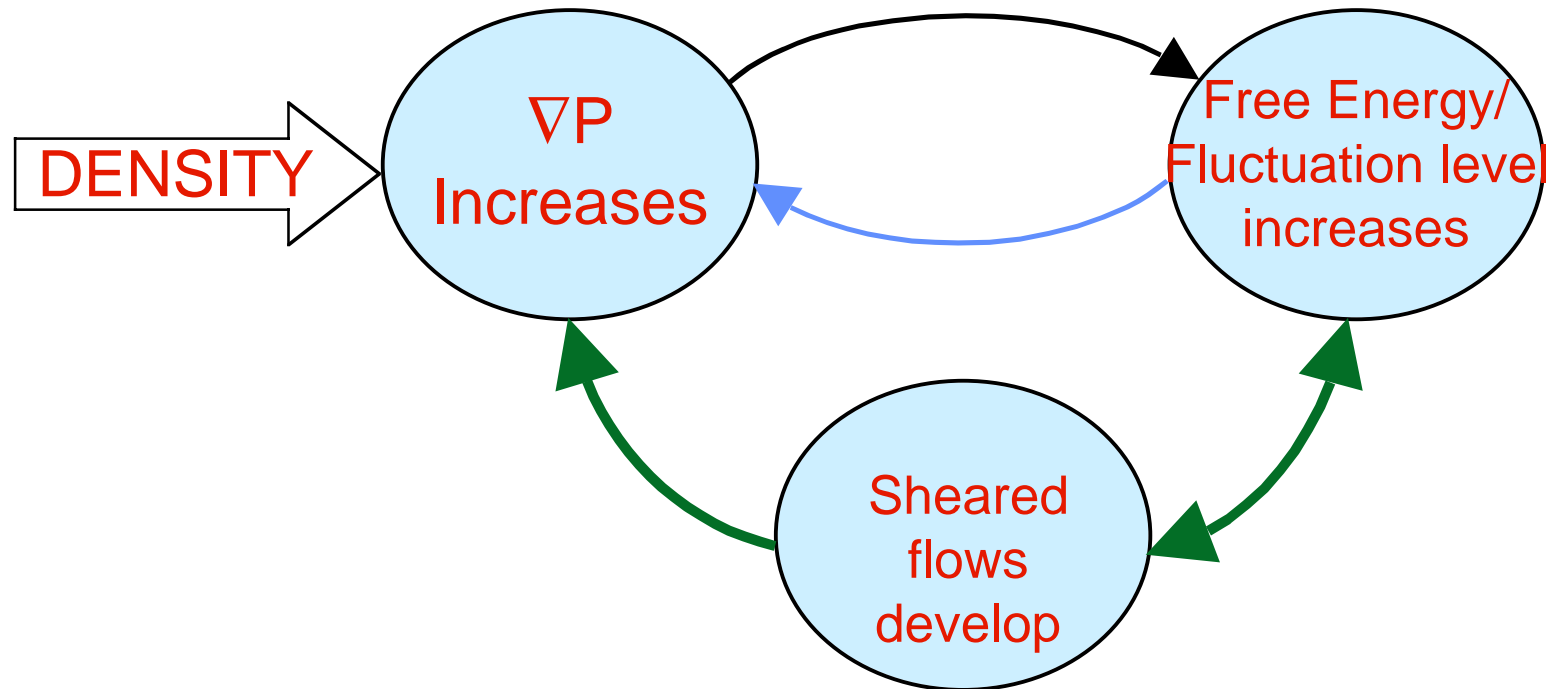 DENSITY
∇P
Increases
Free Energy/
Fluctuation level
increases
Sheared
flows
develop